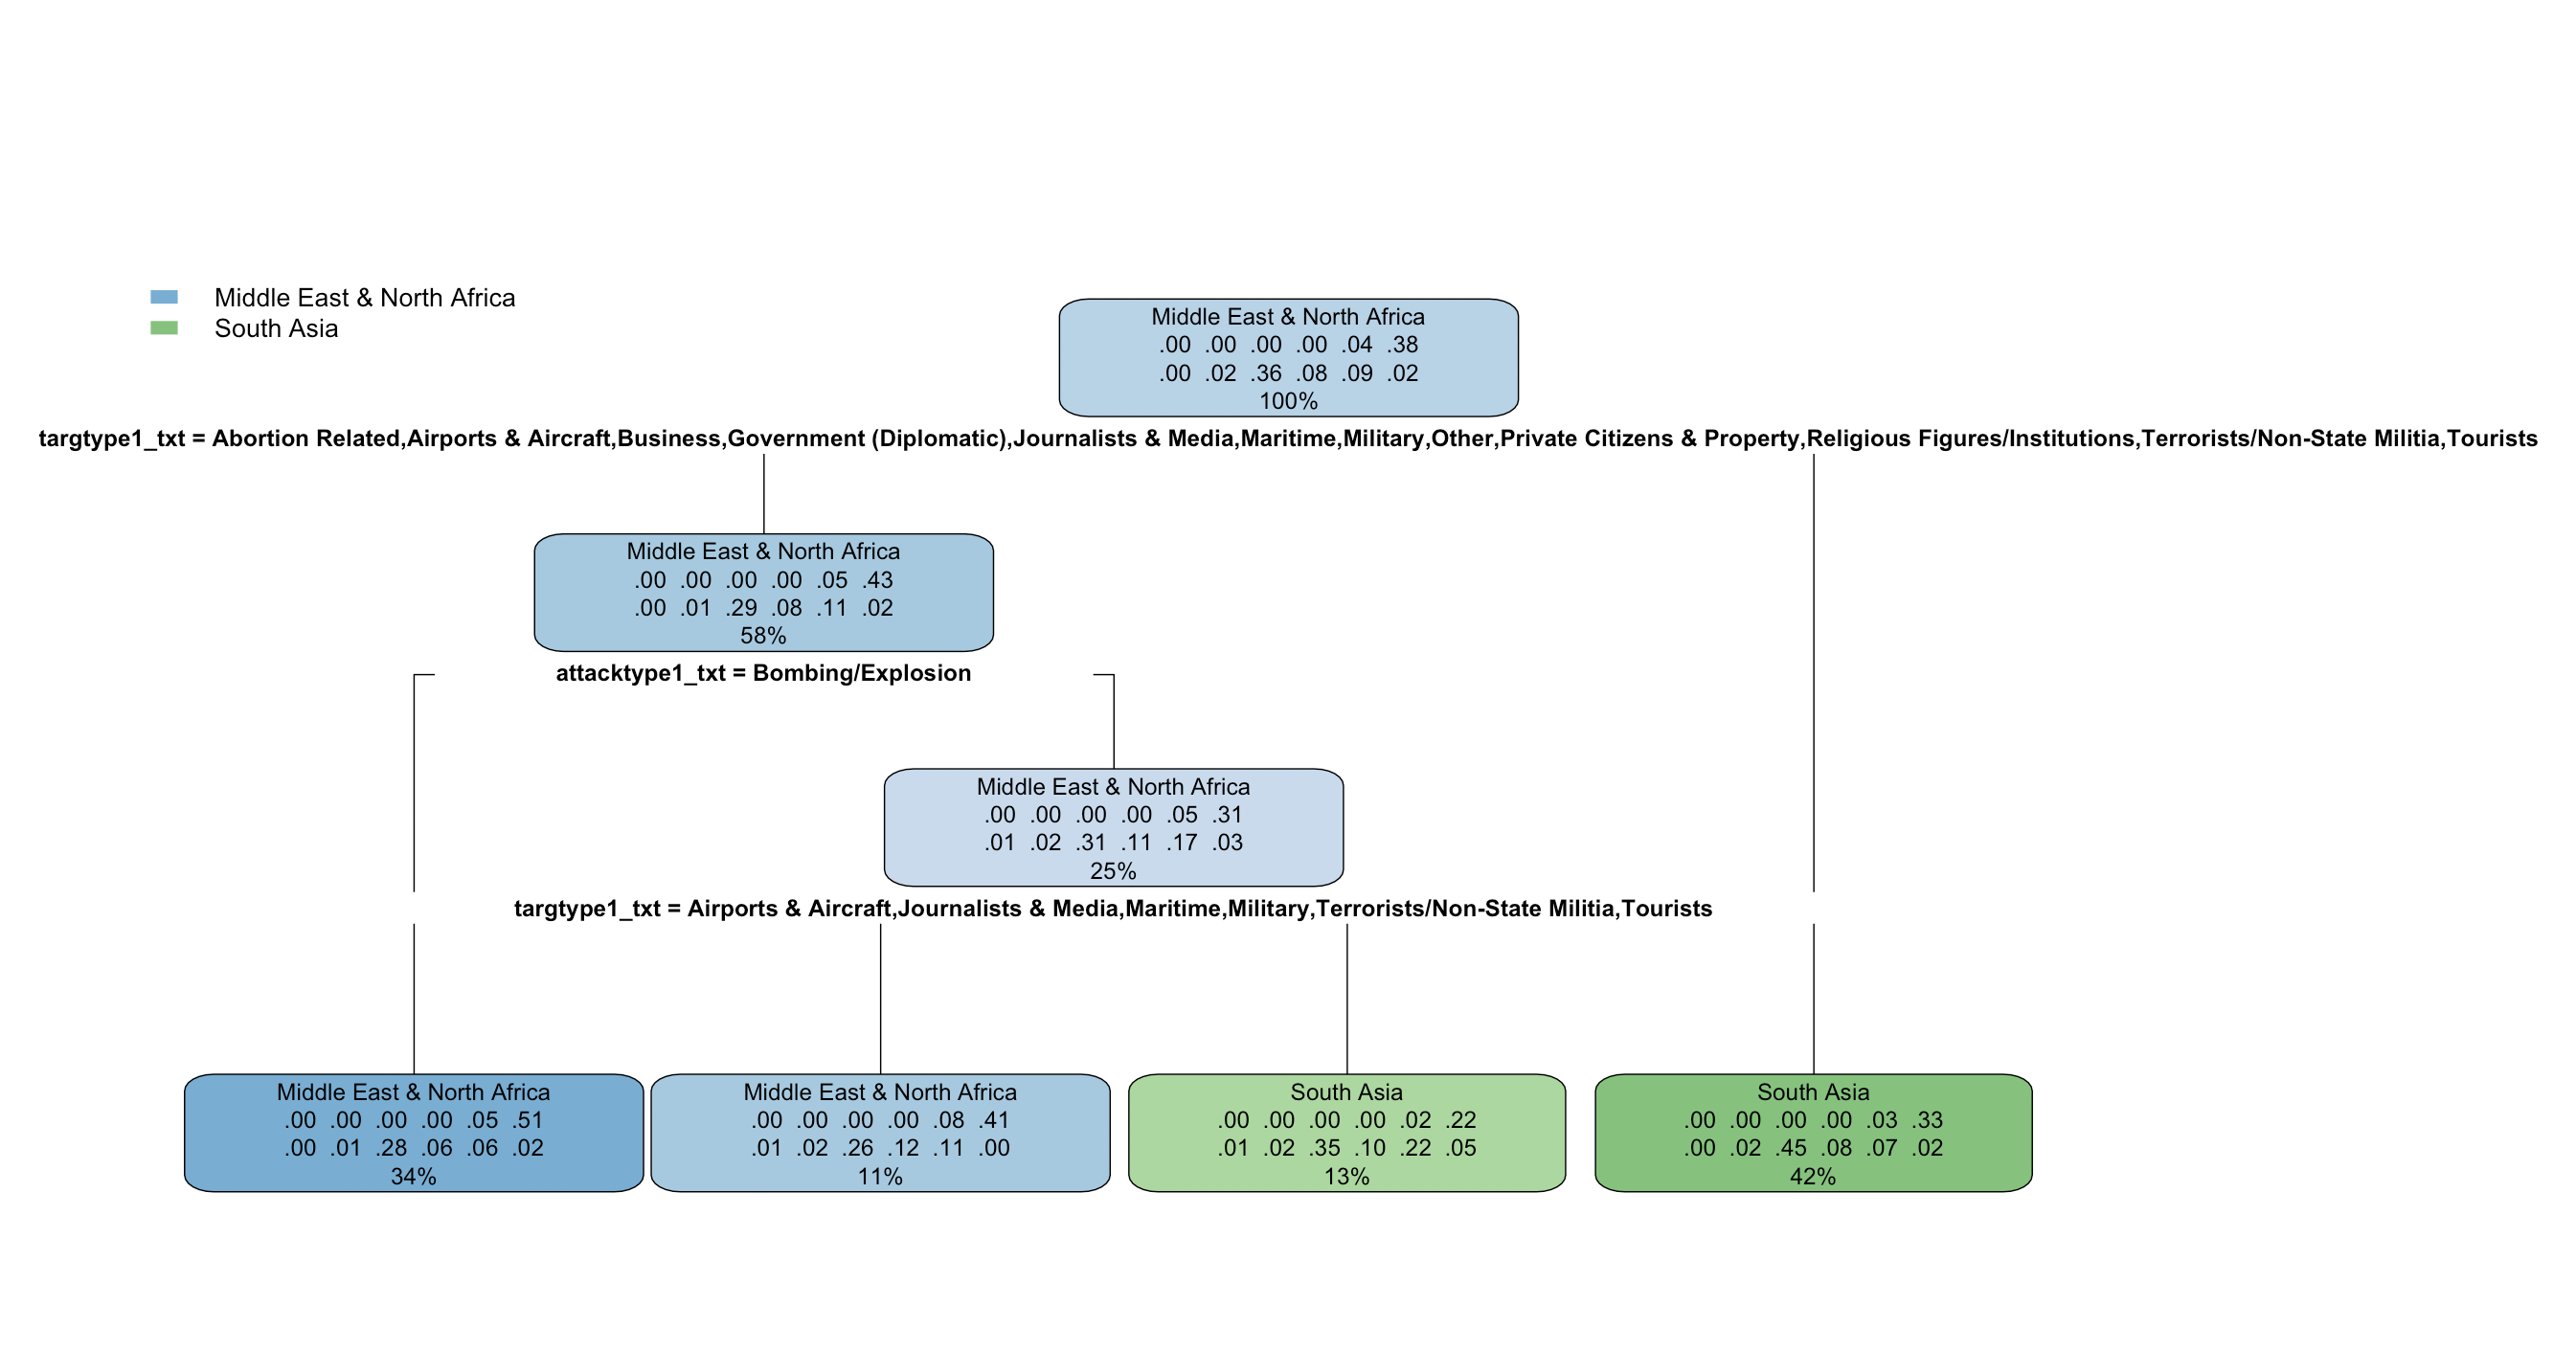 Middle East & North Africa
South Asia
Middle East & North Africa
.00 .00 .00 .00 .04 .38
.00 .02 .36 .08 .09 .02
100%
targtype1_txt = Abortion Related,Airports & Aircraft,Business,Government (Diplomatic),Journalists & Media,Maritime,Military,Other,Private Citizens & Property,Religious Figures/Institutions,Terrorists/Non-State Militia,Tourists
Middle East & North Africa
.00 .00 .00 .00 .05 .43
.00 .01 .29 .08 .11 .02
58%
attacktype1_txt = Bombing/Explosion
Middle East & North Africa
.00 .00 .00 .00 .05 .31
.01 .02 .31 .11 .17 .03
25%
targtype1_txt = Airports & Aircraft,Journalists & Media,Maritime,Military,Terrorists/Non-State Militia,Tourists
Middle East & North Africa
.00 .00 .00 .00 .05 .51
.00 .01 .28 .06 .06 .02
34%
Middle East & North Africa
.00 .00 .00 .00 .08 .41
.01 .02 .26 .12 .11 .00
11%
South Asia
.00 .00 .00 .00 .02 .22
.01 .02 .35 .10 .22 .05
13%
South Asia
.00 .00 .00 .00 .03 .33
.00 .02 .45 .08 .07 .02
42%